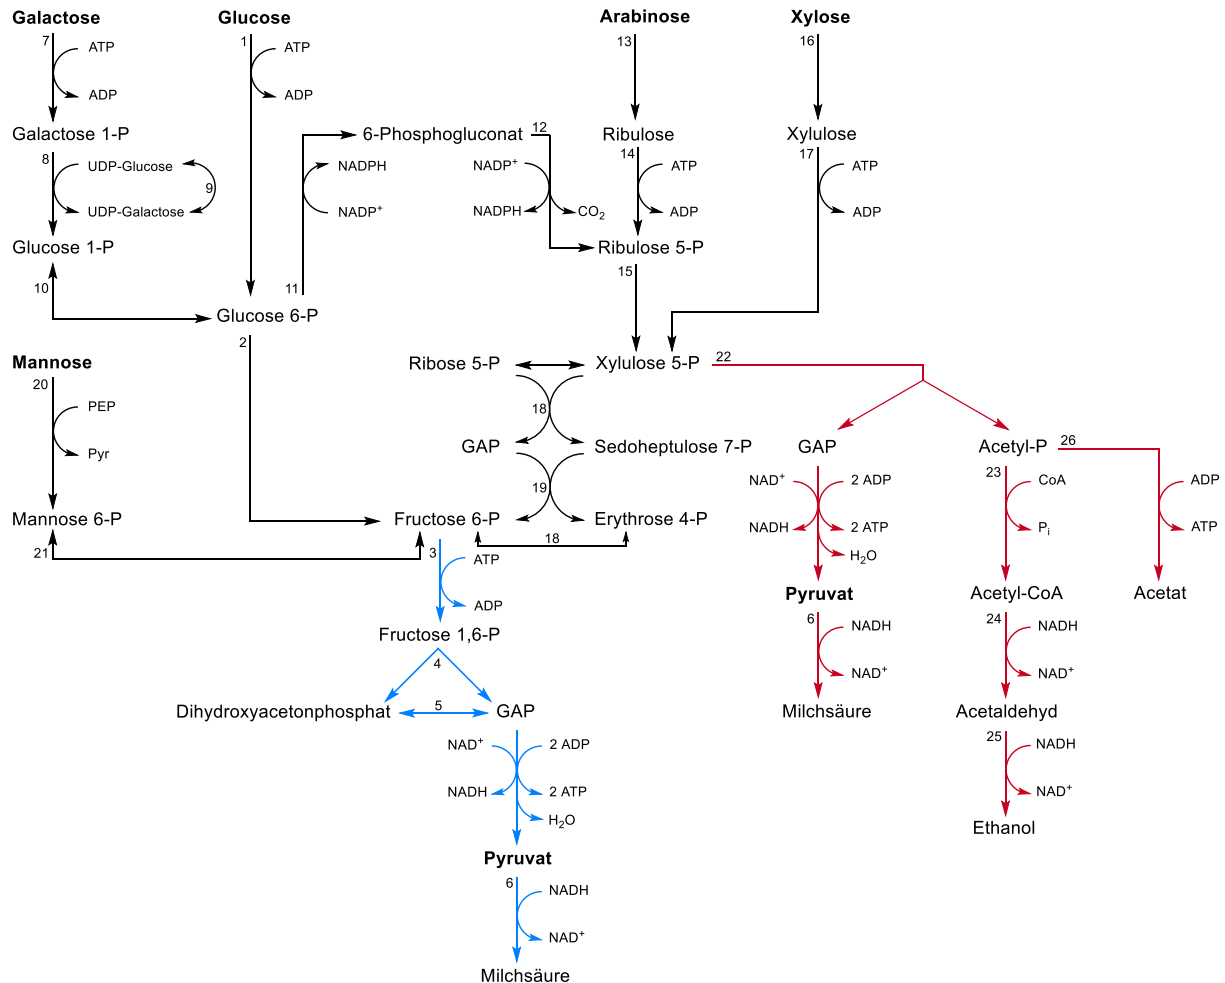 Galactose
Glucose
Arabinose
Xylose
7
ATP
ADP
1
ATP
ADP
13
16
Galactose 1-P
6-Phosphogluconat
12
Ribulose
Xylulose
8
UDP-Glucose
9
UDP-Galactose
NADPH
NADP⁺
NADP⁺
NADPH
CO₂
14
ATP
ADP
17
ATP
ADP
Glucose 1-P
Ribulose 5-P
10
11
15
Glucose 6-P
2
Mannose
Ribose 5-P
Xylulose 5-P
22
20
PEP
Pyr
18
GAP
Sedoheptulose 7-P
GAP
Acetyl-P
26
19
NAD⁺
2 ADP
NADH
2 ATP
H₂O
23
CoA
Pᵢ
ADP
ATP
Mannose 6-P
Fructose 6-P
Erythrose 4-P
21
18
3
ATP
ADP
Pyruvat
Acetyl-CoA
Acetat
6
NADH
NAD⁺
24
NADH
NAD⁺
Fructose 1,6-P
4
Dihydroxyacetonphosphat
5
GAP
Milchsäure
Acetaldehyd
NAD⁺
2 ADP
NADH
2 ATP
H₂O
25
NADH
NAD⁺
Ethanol
Pyruvat
6
NADH
NAD⁺
Milchsäure